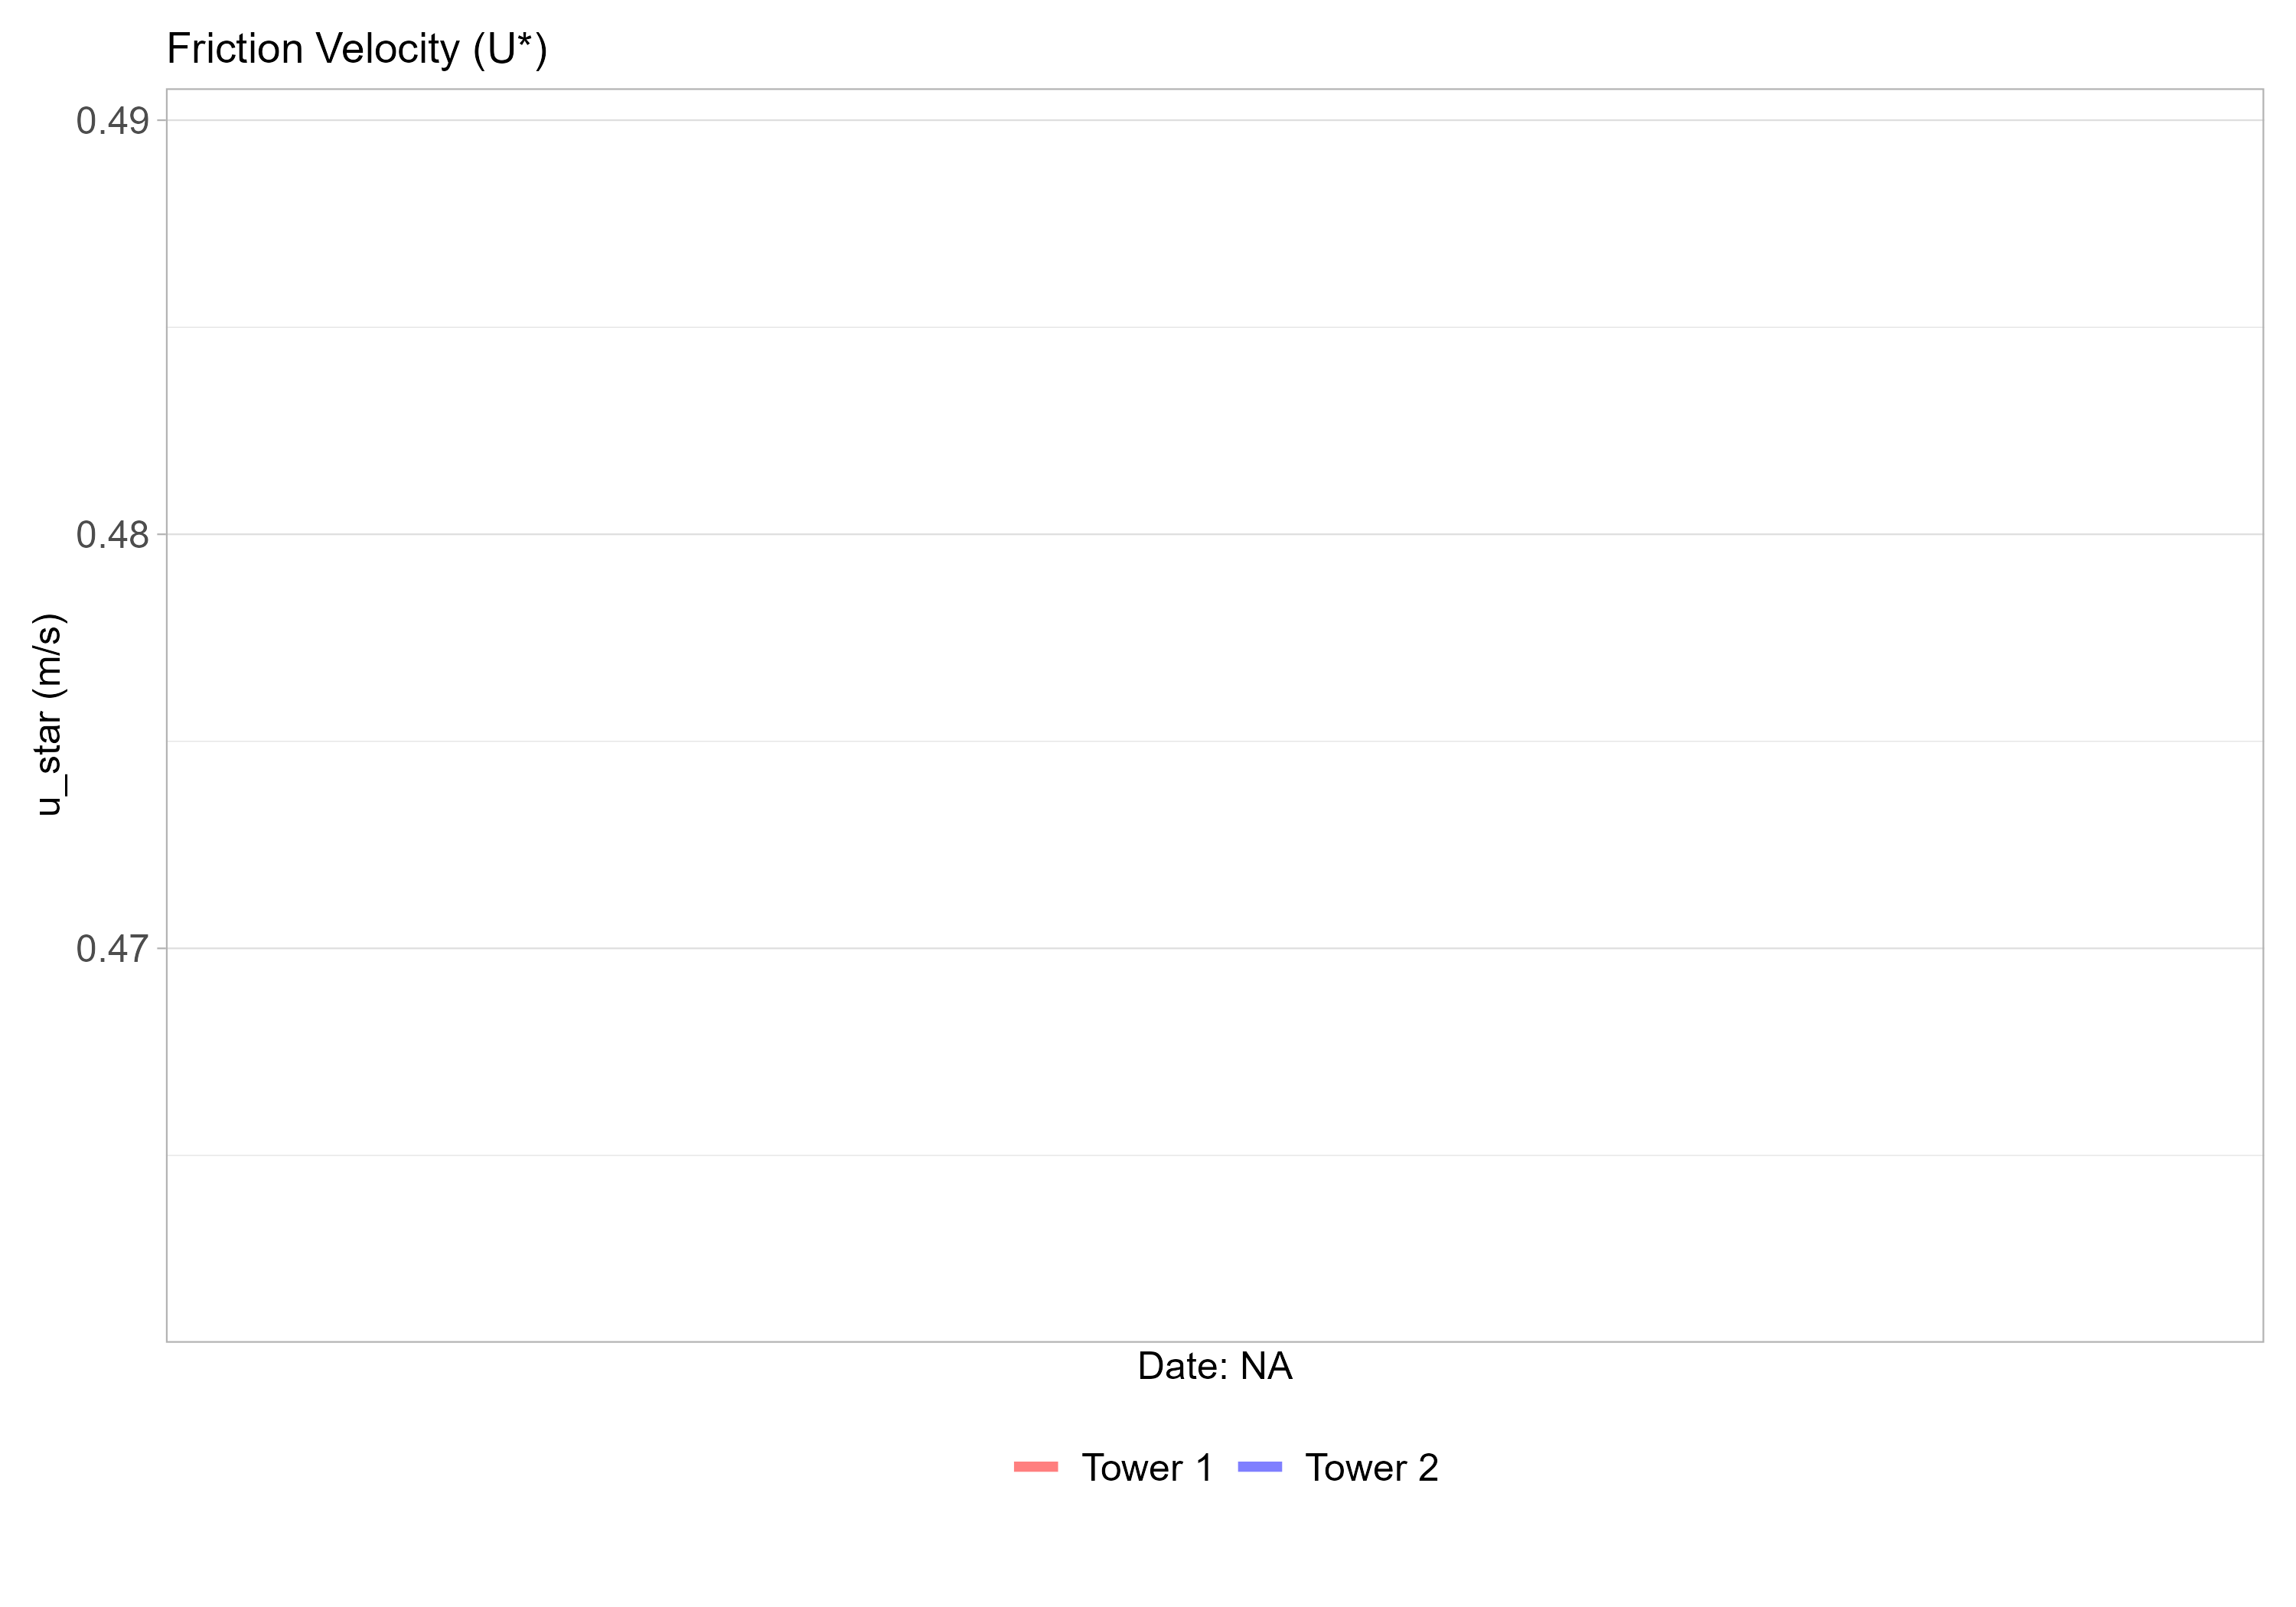 Friction Velocity (U*)
0.49
0.48
0.47
u_star (m/s)
Date: NA
Tower 1 Tower 2